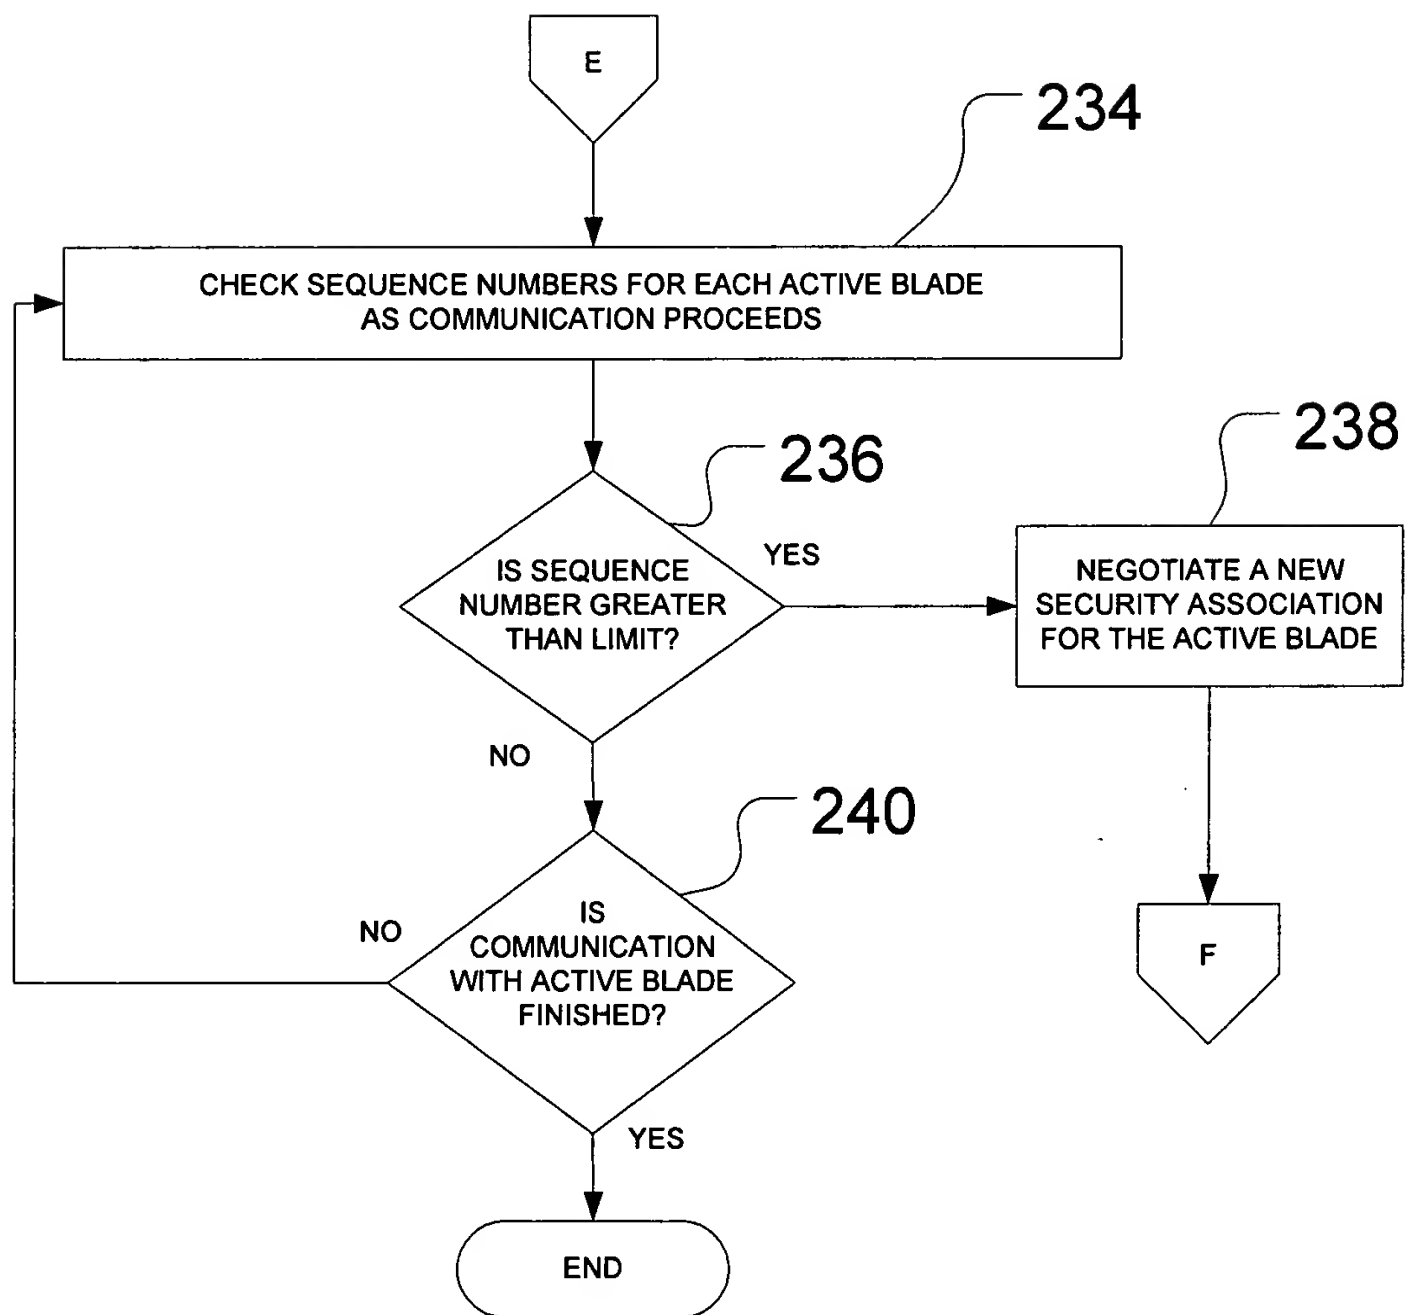 E
234
CHECK SEQUENCE NUMBERS FOR EACH ACTIVE BLADE
AS COMMUNICATION PROCEEDS
236
238
IS SEQUENCE
NUMBER GREATER
THAN LIMIT?
YES
NEGOTIATE A NEW
SECURITY ASSOCIATION
FOR THE ACTIVE BLADE
NO
240
IS
COMMUNICATION
WITH ACTIVE BLADE
FINISHED?
NO
F
YES
END